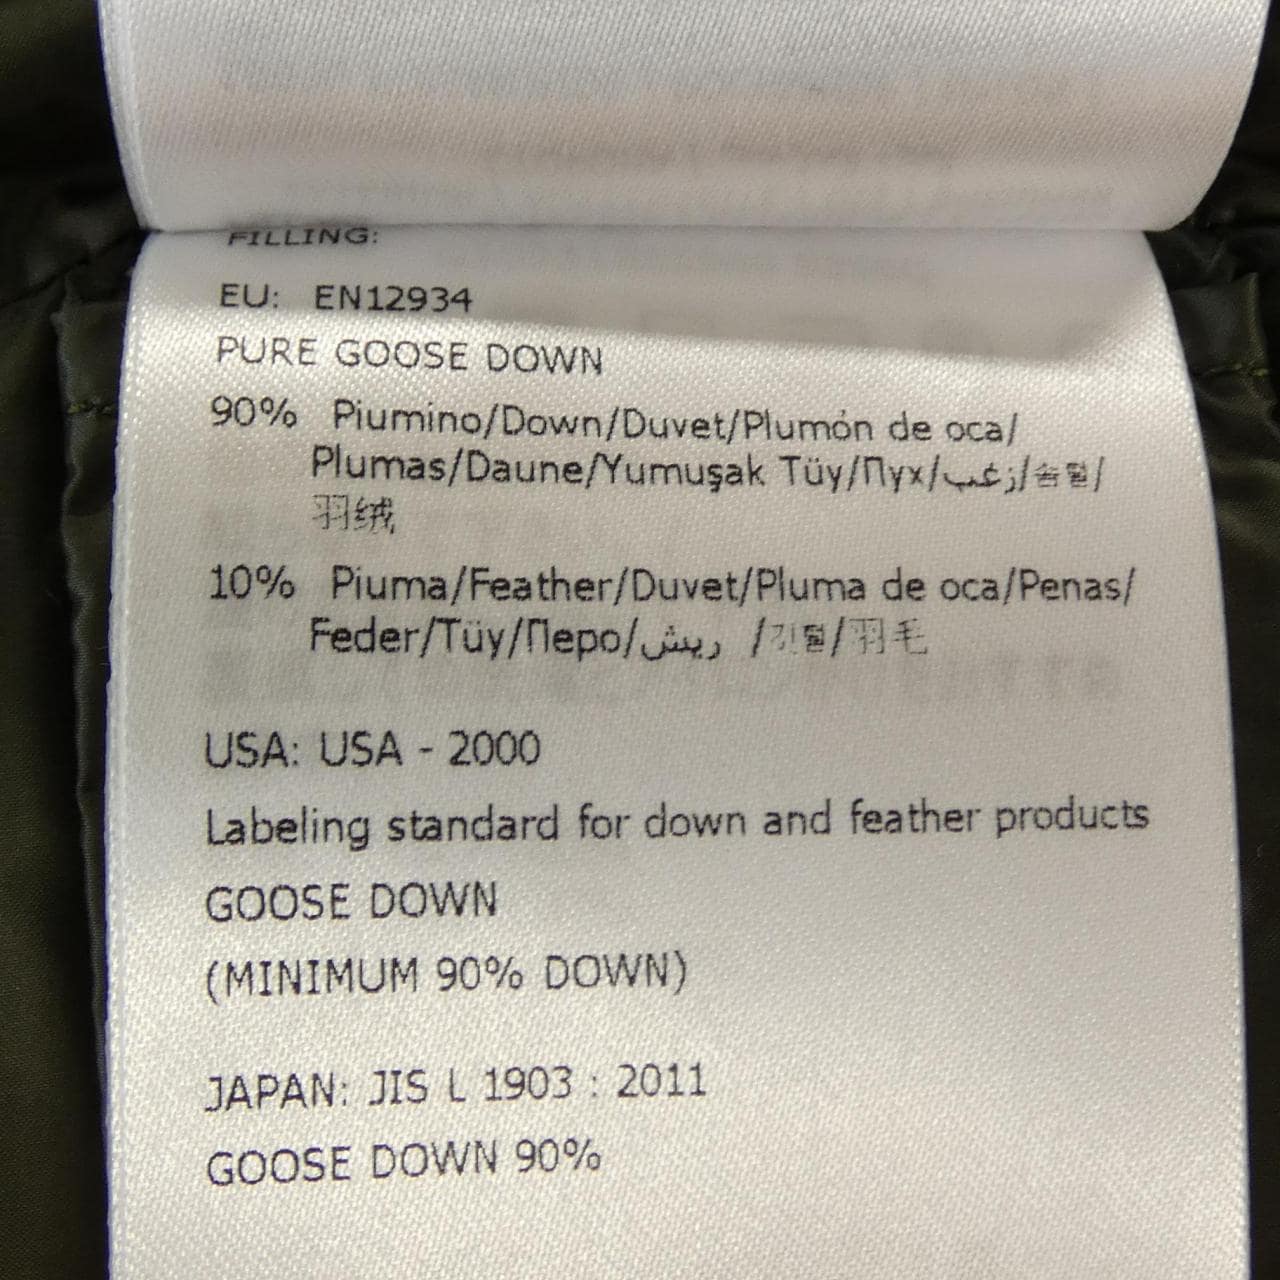 FILLING:
EU: EN12934
PURE GOOSE DOWN
90% Piumino/Down/Duvet/Plumón de oca/
Plumas/Daune/Yumuşak Tüy/Пух/زغب/솜털/
羽绒
10% Piuma/Feather/Duvet/Pluma de oca/Penas/
Feder/Tüy/Перо/ريش /깃털/羽毛
USA: USA - 2000
Labeling standard for down and feather products
GOOSE DOWN
(MINIMUM 90% DOWN)
JAPAN: JIS L 1903 : 2011
GOOSE DOWN 90%